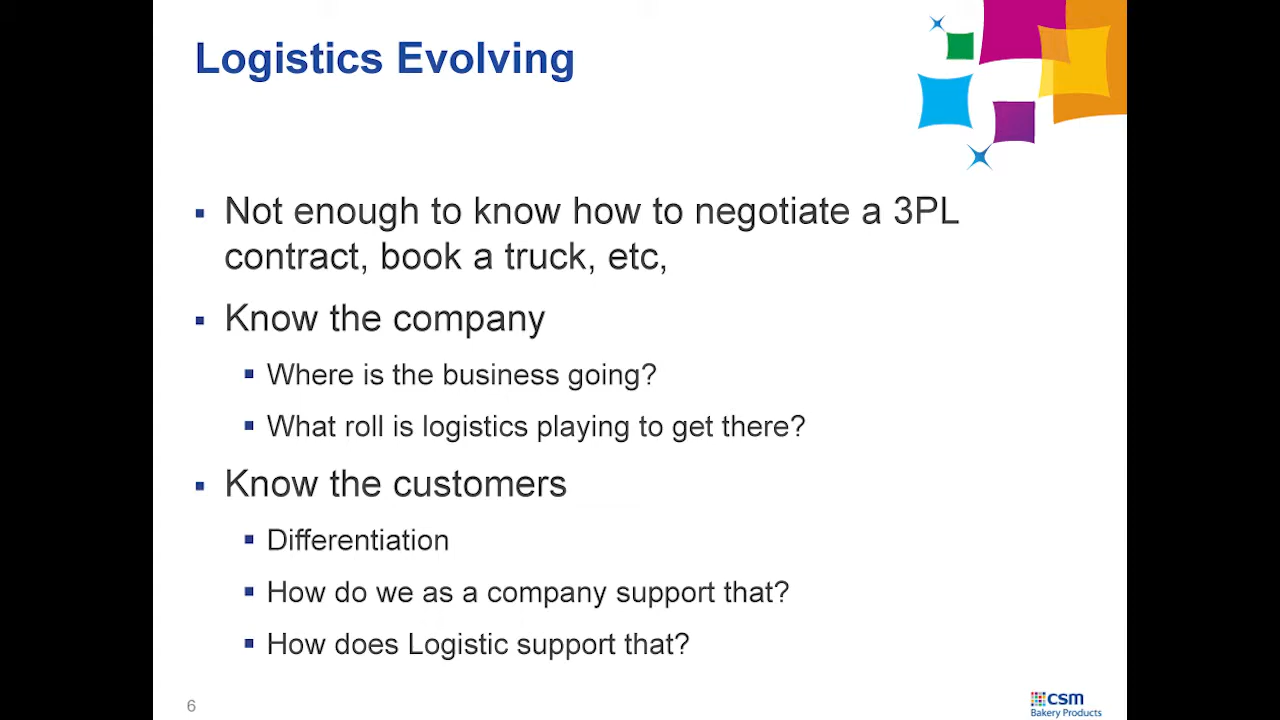 Logistics Evolving
▪ Not enough to know how to negotiate a 3PL
contract, book a truck, etc,
▪ Know the company
▪ Where is the business going?
▪ What roll is logistics playing to get there?
▪ Know the customers
▪ Differentiation
▪ How do we as a company support that?
▪ How does Logistic support that?
6
csm
Bakery Products